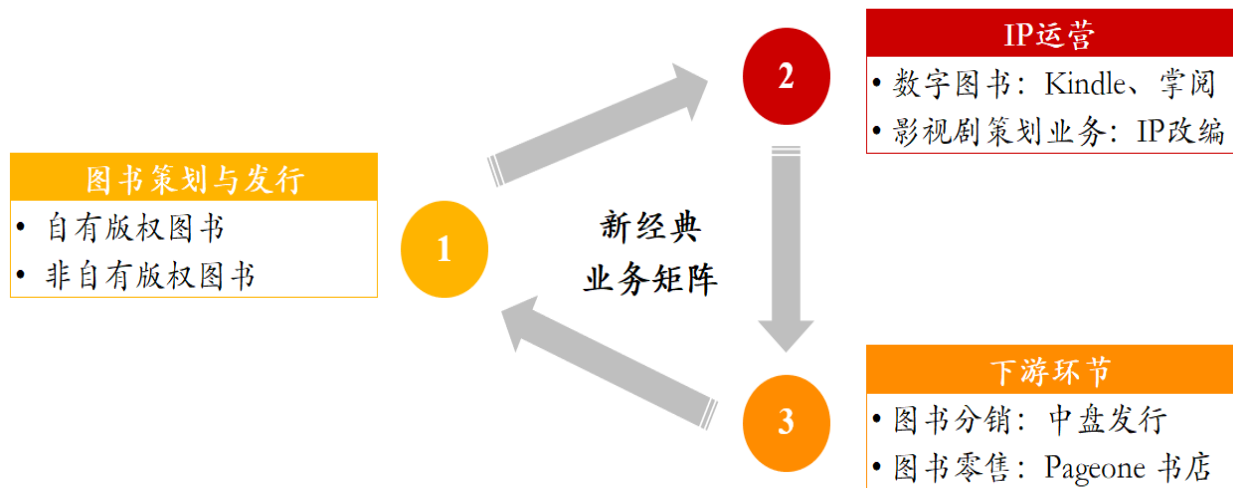 图书策划与发行
• 自有版权图书
• 非自有版权图书
1
新经典
业务矩阵
2
IP运营
• 数字图书：Kindle、掌阅
• 影视剧策划业务：IP改编
3
下游环节
• 图书分销：中盘发行
• 图书零售：Pageone 书店